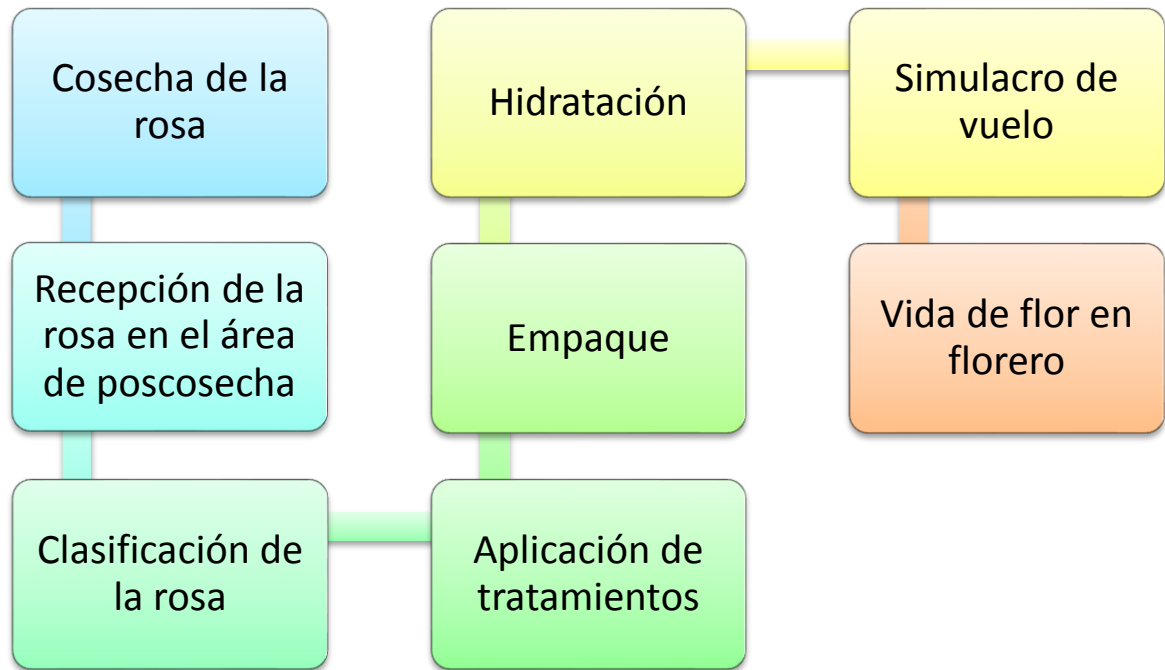 Cosecha de la
rosa
Recepción de la
rosa en el área
de poscosecha
Clasificación de
la rosa
Aplicación de
tratamientos
Empaque
Hidratación
Simulacro de
vuelo
Vida de flor en
florero